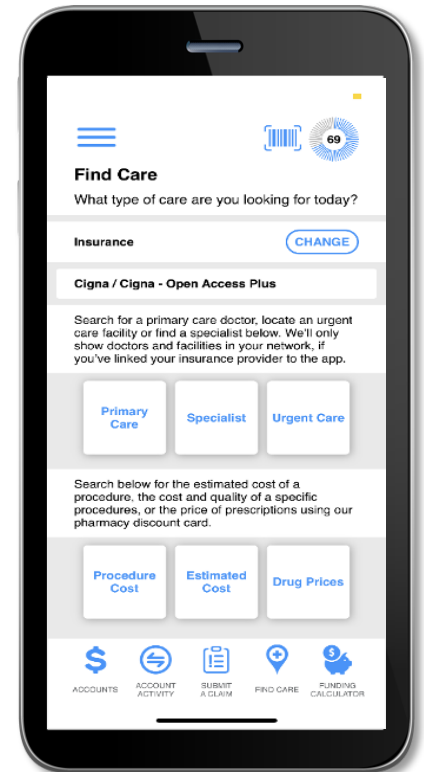 69
Find Care
What type of care are you looking for today?
Insurance
CHANGE
Cigna / Cigna - Open Access Plus
Search for a primary care doctor, locate an urgent
care facility or find a specialist below. We'll only
show doctors and facilities in your network, if
you've linked your insurance provider to the app.
Primary
Care
Specialist
Urgent Care
Search below for the estimated cost of a
procedure, the cost and quality of a specific
procedures, or the price of prescriptions using our
pharmacy discount card.
Procedure
Cost
Estimated
Cost
Drug Prices
ACCOUNTS
ACCOUNT
ACTIVITY
SUBMIT
A CLAIM
FIND CARE
FUNDING
CALCULATOR